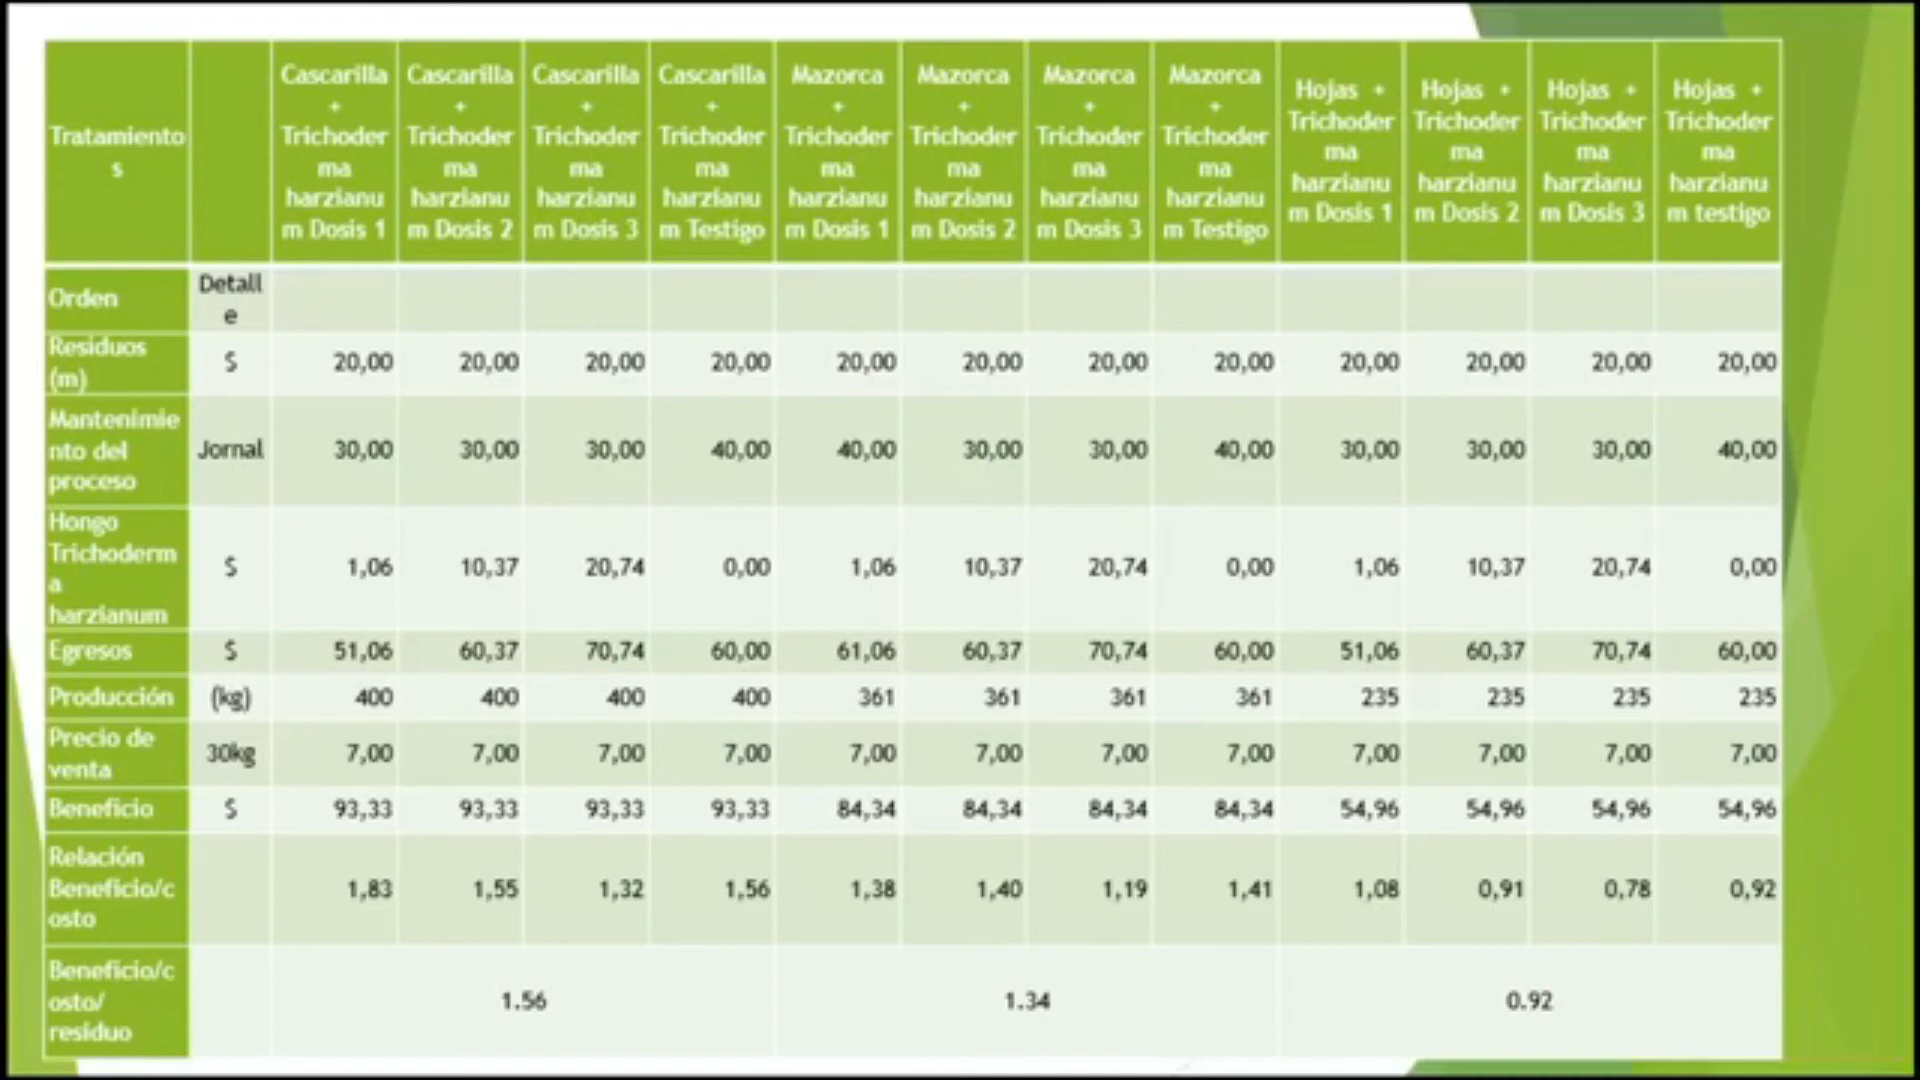 Tratamientos Cascarilla + Trichoderma harzianum Dosis 1 Cascarilla + Trichoderma harzianum Dosis 2 Cascarilla + Trichoderma harzianum Dosis 3 Cascarilla + Trichoderma harzianum Testigo Mazorca + Trichoderma harzianum Dosis 1 Mazorca + Trichoderma harzianum Dosis 2 Mazorca + Trichoderma harzianum Dosis 3 Mazorca + Trichoderma harzianum Testigo Hojas + Trichoderma harzianum Dosis 1 Hojas + Trichoderma harzianum Dosis 2 Hojas + Trichoderma harzianum Dosis 3 Hojas + Trichoderma harzianum testigo
Orden Detalle
Residuos (m) $ 20,00 20,00 20,00 20,00 20,00 20,00 20,00 20,00 20,00 20,00 20,00 20,00
Mantenimiento del proceso Jornal 30,00 30,00 30,00 40,00 40,00 30,00 30,00 40,00 30,00 30,00 30,00 40,00
Hongo Trichoderma harzianum $ 1,06 10,37 20,74 0,00 1,06 10,37 20,74 0,00 1,06 10,37 20,74 0,00
Egresos $ 51,06 60,37 70,74 60,00 61,06 60,37 70,74 60,00 51,06 60,37 70,74 60,00
Producción (kg) 400 400 400 400 361 361 361 361 235 235 235 235
Precio de venta 30kg 7,00 7,00 7,00 7,00 7,00 7,00 7,00 7,00 7,00 7,00 7,00 7,00
Beneficio $ 93,33 93,33 93,33 93,33 84,34 84,34 84,34 84,34 54,96 54,96 54,96 54,96
Relación Beneficio/costo 1,83 1,55 1,32 1,56 1,38 1,40 1,19 1,41 1,08 0,91 0,78 0,92
Beneficio/costo/ residuo 1.56 1.34 0.92